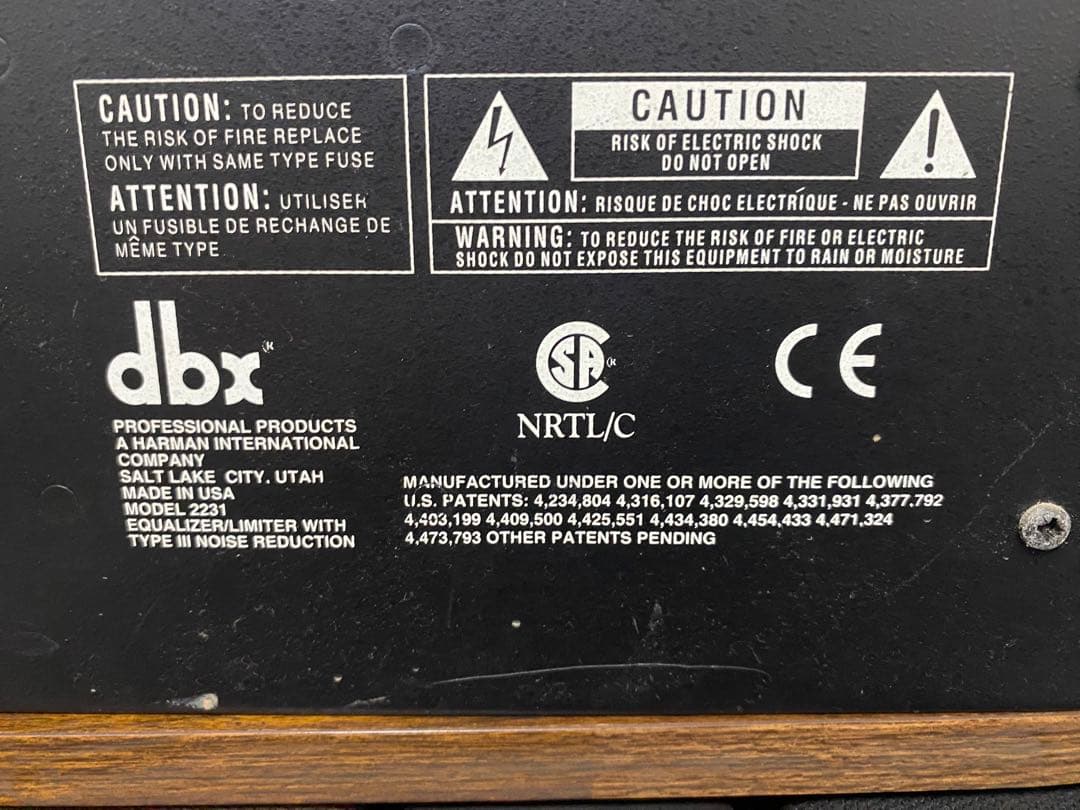 CAUTION: TO REDUCE
THE RISK OF FIRE REPLACE
ONLY WITH SAME TYPE FUSE
ATTENTION: UTILISER
UN FUSIBLE DE RECHANGE DE
MÊME TYPE
CAUTION
RISK OF ELECTRIC SHOCK
DO NOT OPEN
ATTENTION: RISQUE DE CHOC ELECTRÍQUE - NE PAS OUVRIR
WARNING: TO REDUCE THE RISK OF FIRE OR ELECTRIC
SHOCK DO NOT EXPOSE THIS EQUIPMENT TO RAIN OR MOISTURE
dbx
PROFESSIONAL PRODUCTS
A HARMAN INTERNATIONAL
COMPANY
SALT LAKE CITY. UTAH
MADE IN USA
MODEL 2231
EQUALIZER/LIMITER WITH
TYPE III NOISE REDUCTION
CSA
NRTL/C
CE
MANUFACTURED UNDER ONE OR MORE OF THE FOLLOWING
U.S. PATENTS: 4,234,804 4,316,107 4,329,598 4,331,931 4,377.792
4,403,199 4,409,500 4,425,551 4,434,380 4,454,433 4,471,324
4,473,793 OTHER PATENTS PENDING